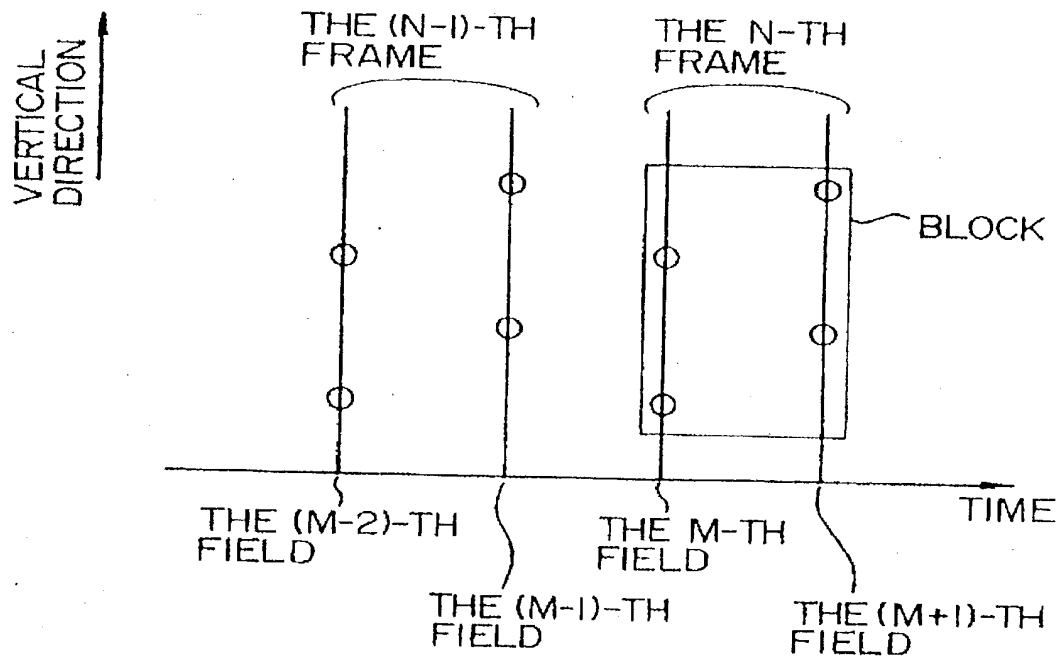 THE (N-1)-TH
FRAME
THE N-TH
FRAME
VERTICAL
DIRECTION
BLOCK
TIME
THE (M-2)-TH
FIELD
THE M-TH
FIELD
THE (M-1)-TH
FIELD
THE (M+1)-TH
FIELD